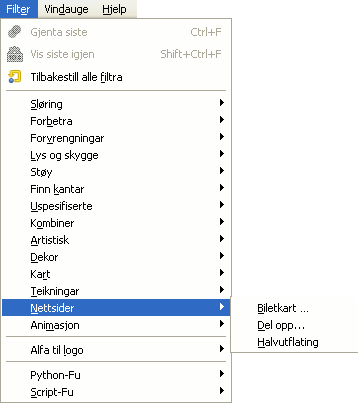 Filter Vindauge Hjelp
Gjenta siste Ctrl+F
Vis siste igjen Shift+Ctrl+F
Tilbakestill alle filtra
Sløring
Forbetra
Forvrengningar
Lys og skygge
Støy
Finn kantar
Uspesifiserte
Kombiner
Artistisk
Dekor
Kart
Teikningar
Nettsider
Biletkart ...
Animasjon
Del opp...
Halvutflating
Alfa til logo
Python-Fu
Script-Fu